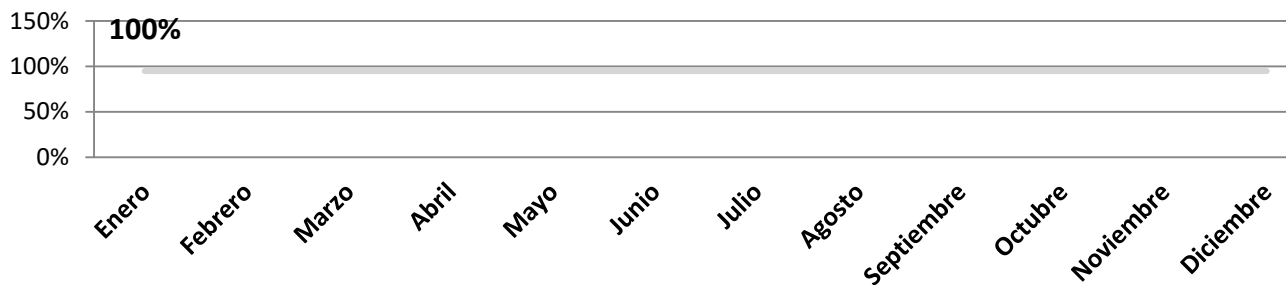 150%
100%
100%
50%
0%
Enero
Febrero
Marzo
Abril
Mayo
Junio
Julio
Agosto
Septiembre
Octubre
Noviembre
Diciembre